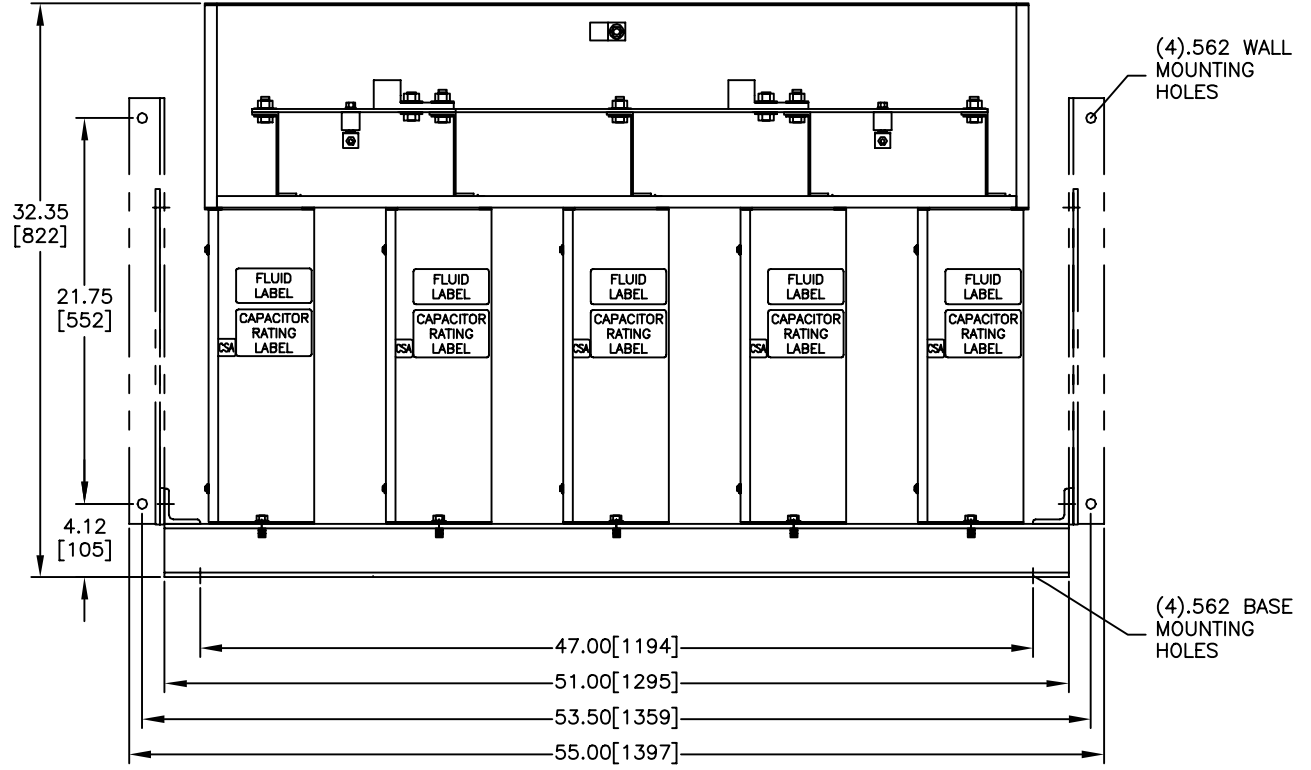 (4).562 WALL
MOUNTING
HOLES
32.35
[822]
21.75
[552]
4.12
[105]
FLUID
LABEL
CAPACITOR
RATING
LABEL
CSA
FLUID
LABEL
CAPACITOR
RATING
LABEL
CSA
FLUID
LABEL
CAPACITOR
RATING
LABEL
CSA
FLUID
LABEL
CAPACITOR
RATING
LABEL
CSA
FLUID
LABEL
CAPACITOR
RATING
LABEL
CSA
(4).562 BASE
MOUNTING
HOLES
47.00[1194]
51.00[1295]
53.50[1359]
55.00[1397]